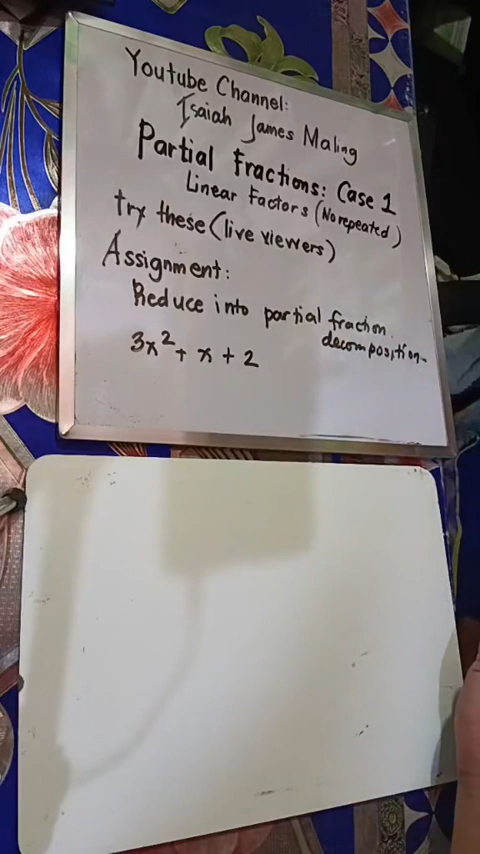 Youtube Channel:
Isaiah James Maling
Partial Fractions: Case 1
Linear Factors (No repeated)
try these (live viewers)
Assignment:
Reduce into partial fraction
decomposition.
3x² + x + 2